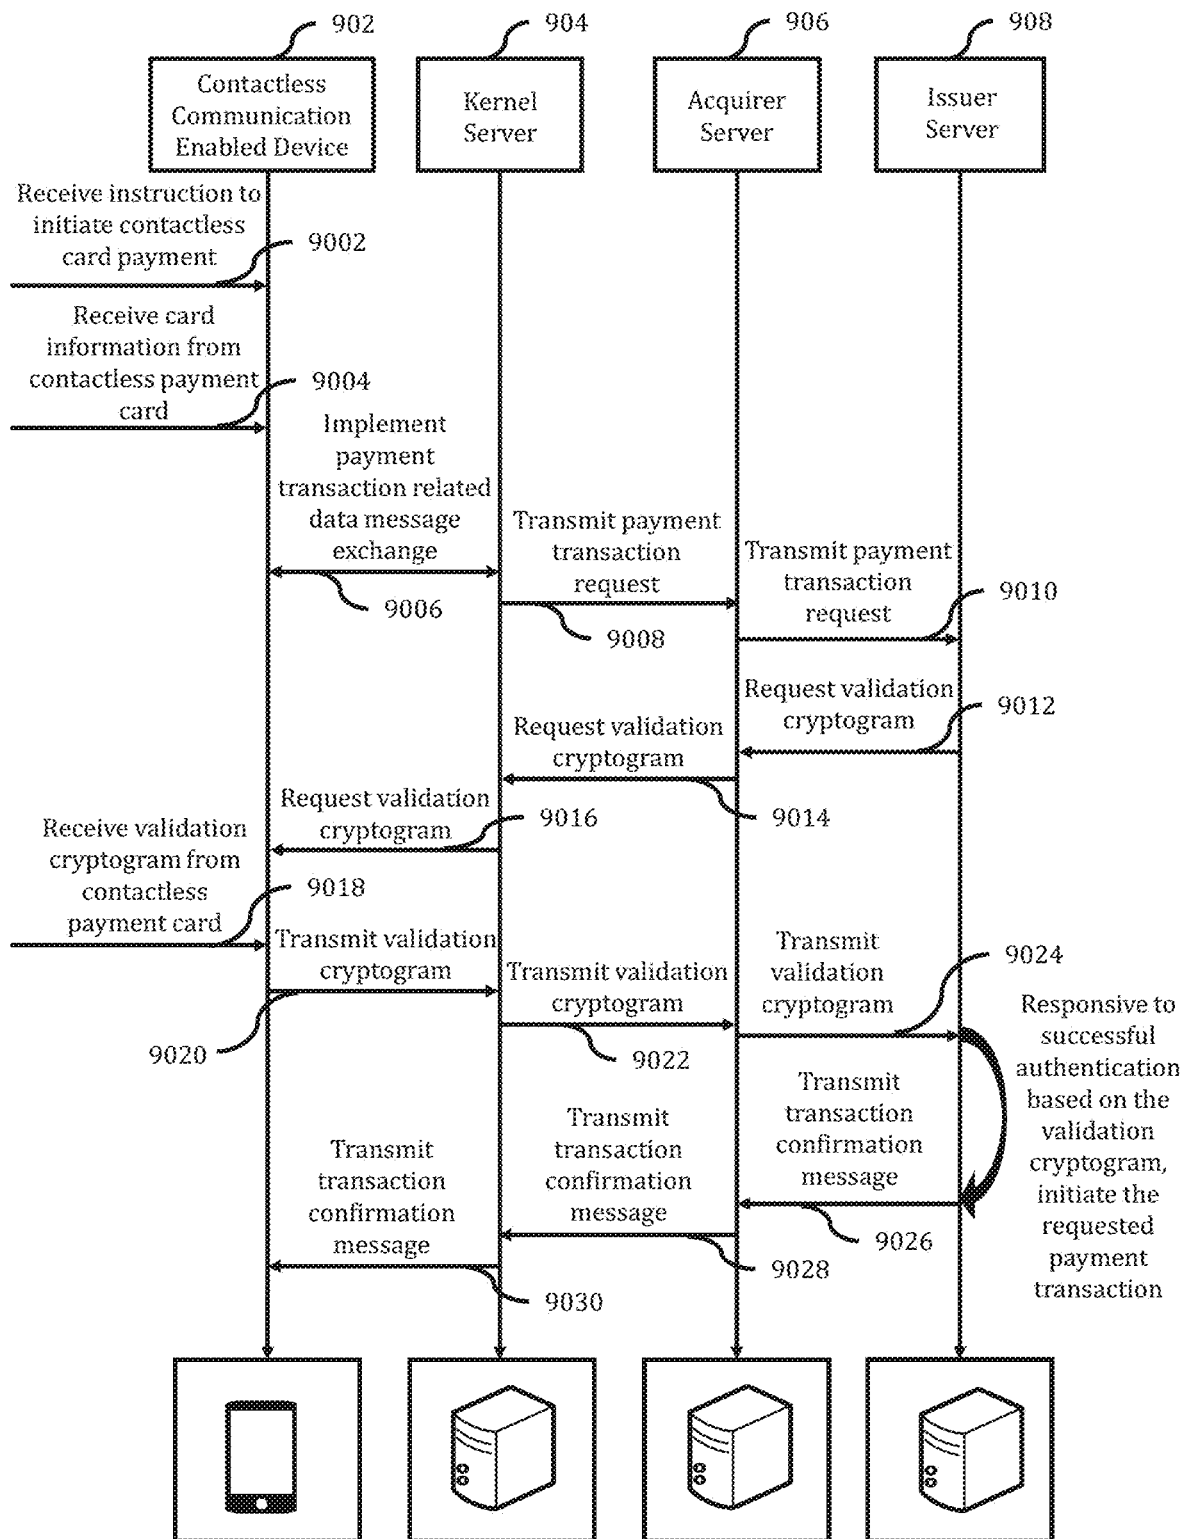 902
904
906
908
Contactless
Communication
Enabled Device
Kernel
Server
Acquirer
Server
Issuer
Server
Receive instruction to
initiate contactless
card payment
9002
Receive card
information from
contactless payment
card
9004
Implement
payment
transaction related
data message
exchange
9006
Transmit payment
transaction
request
9008
Transmit payment
transaction
request
9010
Request validation
cryptogram
9012
Request validation
cryptogram
9014
Request validation
cryptogram
9016
Receive validation
cryptogram from
contactless
payment card
9018
Transmit validation
cryptogram
9020
Transmit validation
cryptogram
9022
Transmit
validation
cryptogram
9024
Responsive to
successful
authentication
based on the
validation
cryptogram,
initiate the
requested
payment
transaction
Transmit
transaction
confirmation
message
9026
Transmit
transaction
confirmation
message
9028
Transmit
transaction
confirmation
message
9030